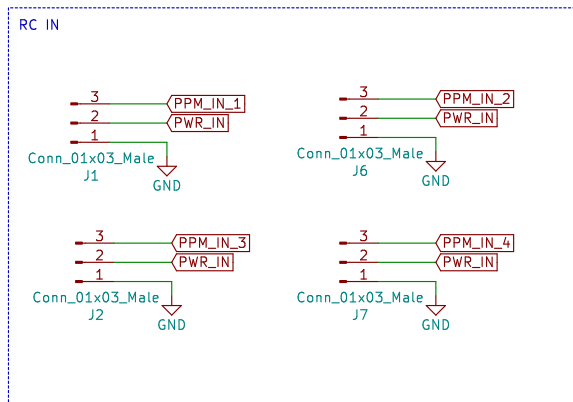 RC IN
3 PPM_IN_1
2 PWR_IN
1
Conn_01x03_Male
J1
GND
3 PPM_IN_2
2 PWR_IN
1
Conn_01x03_Male
J6
GND
3 PPM_IN_3
2 PWR_IN
1
Conn_01x03_Male
J2
GND
3 PPM_IN_4
2 PWR_IN
1
Conn_01x03_Male
J7
GND